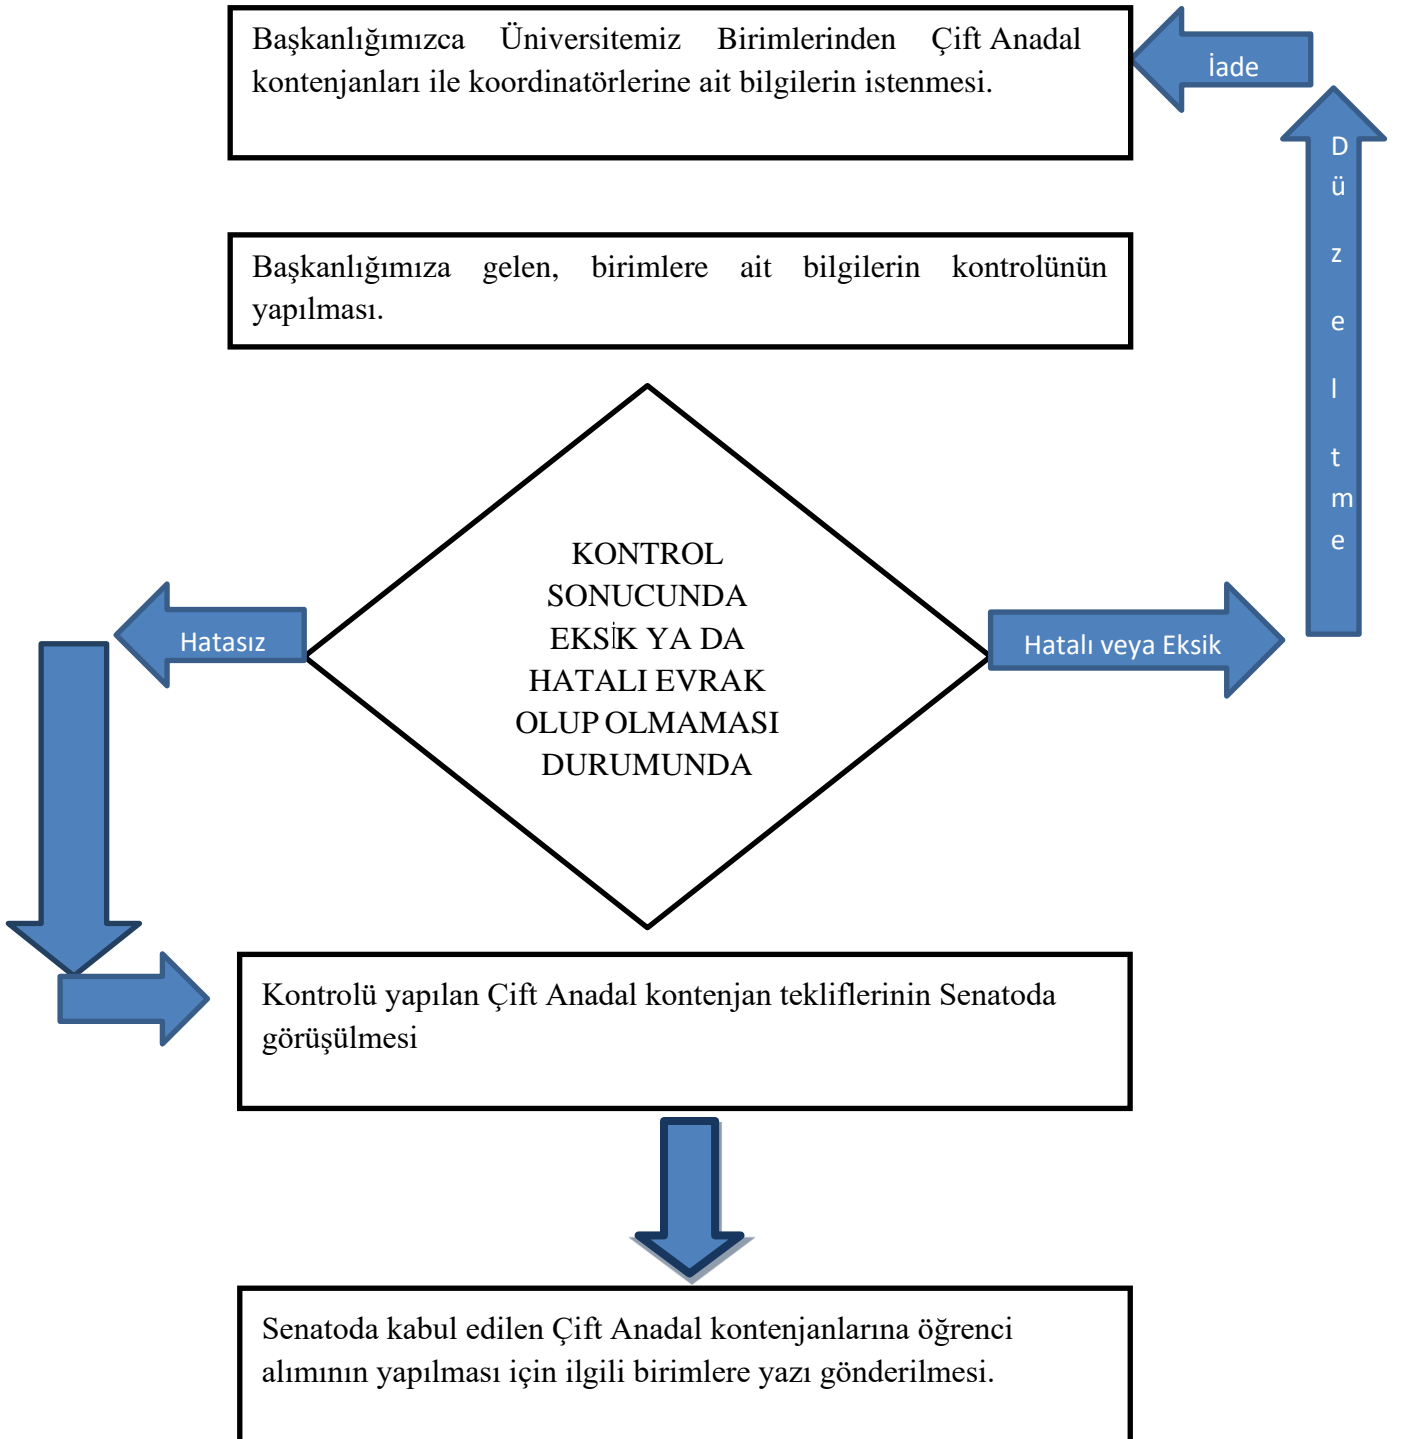 Başkanlığımızca Üniversitemiz Birimlerinden Çift Anadal
kontenjanları ile koordinatörlerine ait bilgilerin istenmesi.
İade
D
ü
z
e
l
t
m
e
Başkanlığımıza gelen, birimlere ait bilgilerin kontrolünün
yapılması.
KONTROL
SONUCUNDA
EKSİK YA DA
HATALI EVRAK
OLUP OLMAMASI
DURUMUNDA
Hatasız
Hatalı veya Eksik
Kontrolü yapılan Çift Anadal kontenjan tekliflerinin Senatoda
görüşülmesi
Senatoda kabul edilen Çift Anadal kontenjanlarına öğrenci
alımının yapılması için ilgili birimlere yazı gönderilmesi.